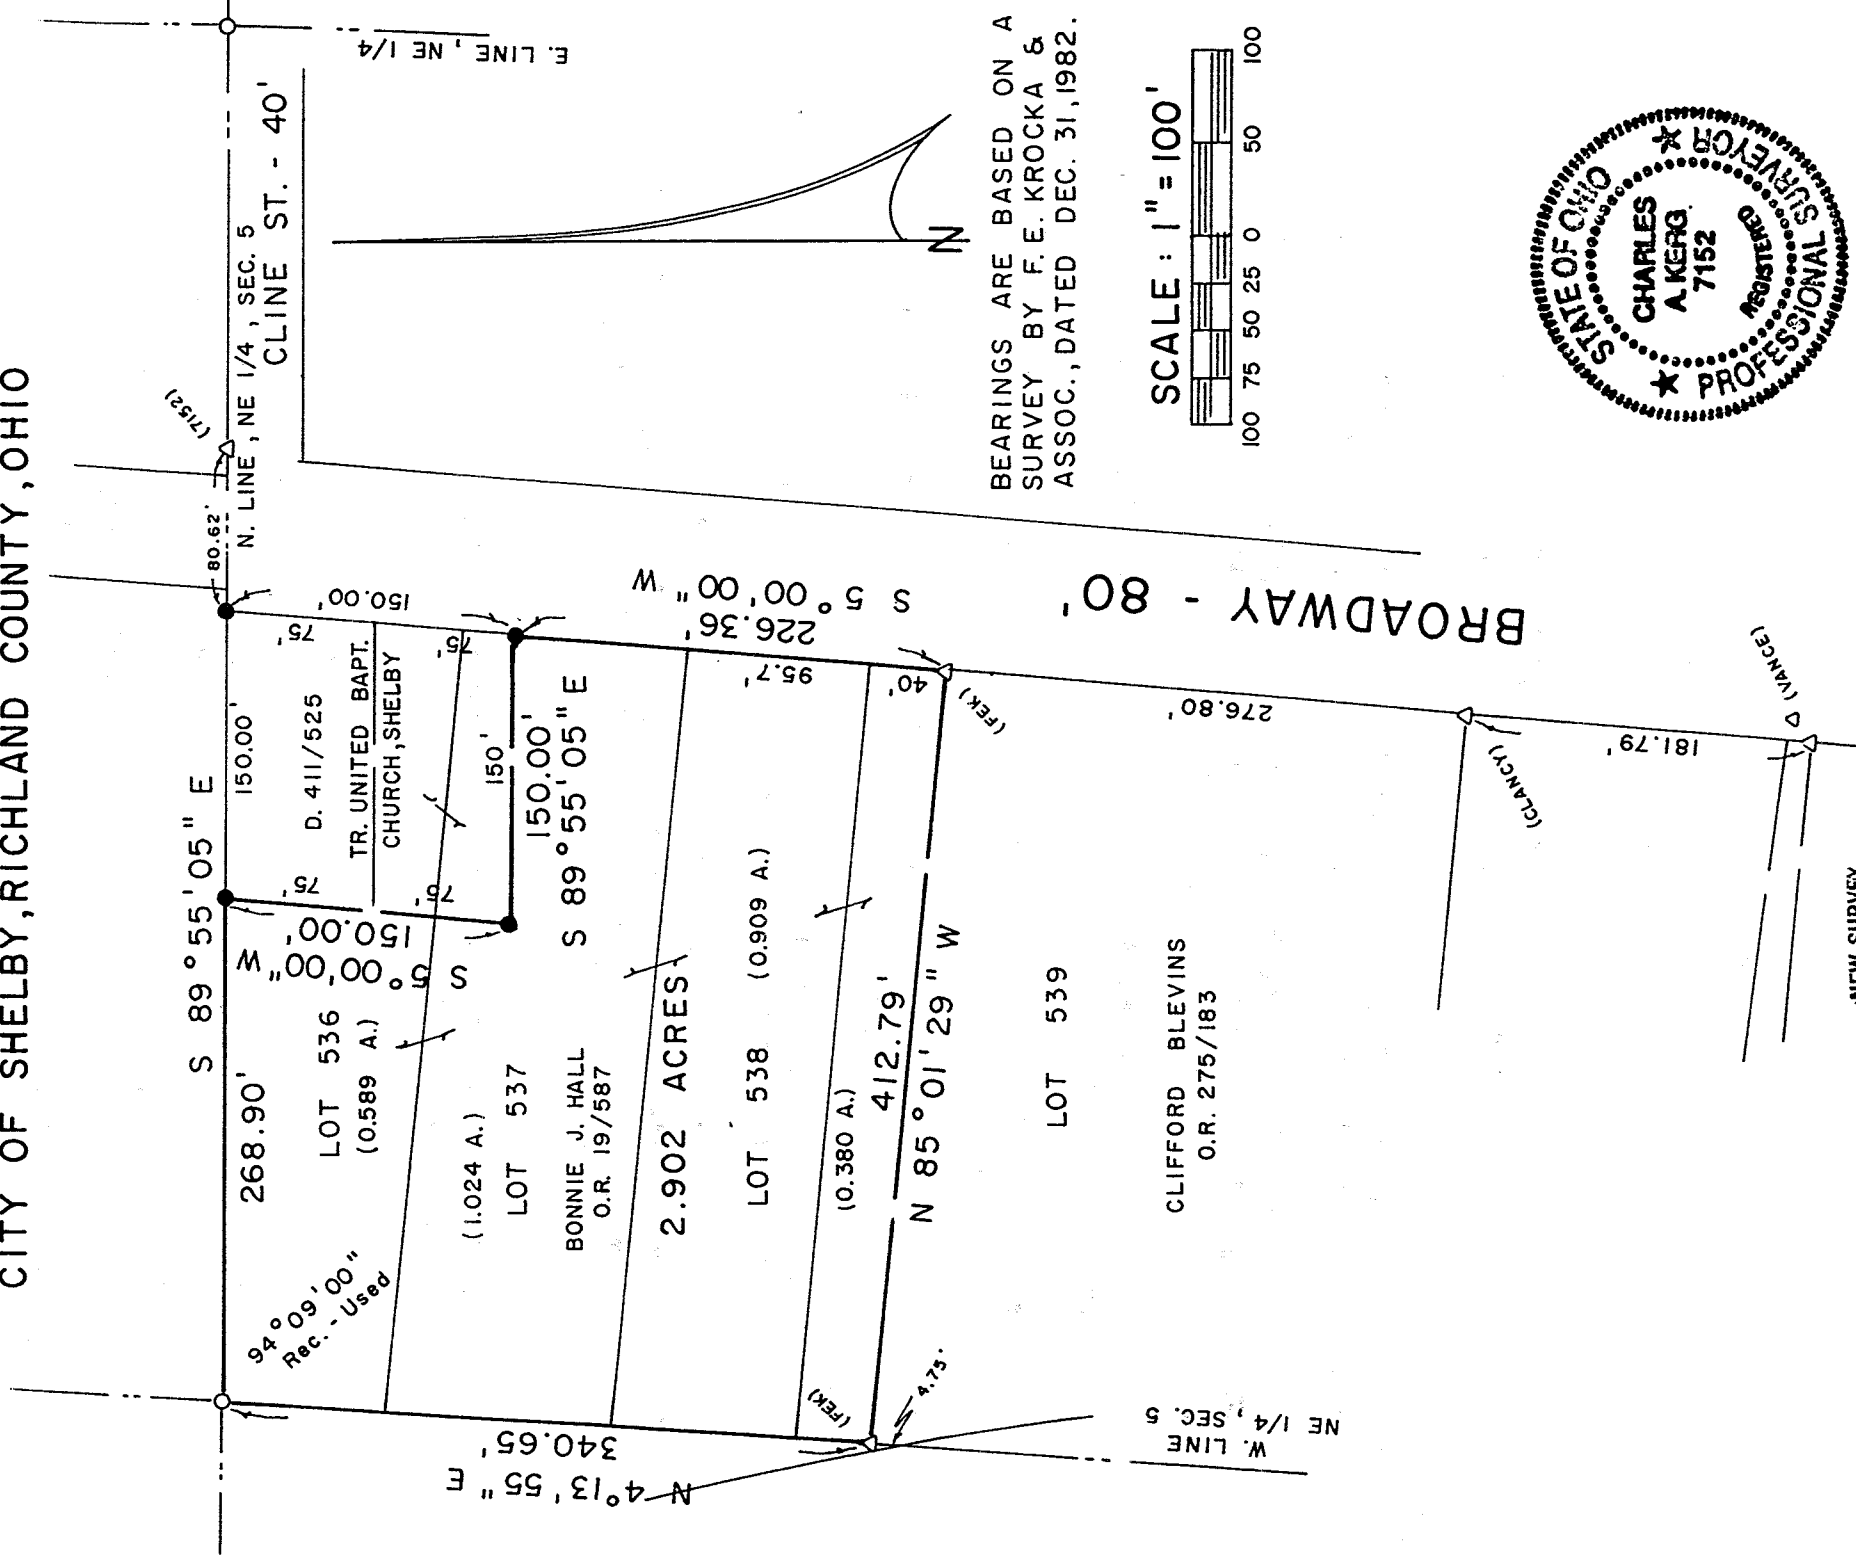 CITY OF SHELBY, RICHLAND COUNTY, OHIO
E. LINE, NE 1/4
N. LINE, NE 1/4, SEC. 5
CLINE ST. - 40'
(7152)
80.62'
S 89°55'05" E
268.90'
150.00'
150.00'
75'
75'
75'
75'
D. 411/525
TR. UNITED BAPT.
CHURCH, SHELBY
150.00'
S 5°00'00" W
150'
150.00'
S 89°55'05" E
S 5°00'00" W
226.36'
95.7'
40'
(FEK)
BROADWAY - 80'
276.80'
(CLANCY)
181.79'
(VANCE)
LOT 536
(0.589 A.)
94°09'00"
Rec. - Used
(1.024 A.)
LOT 537
BONNIE J. HALL
O.R. 19/587
2.902 ACRES
LOT 538 (0.909 A.)
(0.380 A.)
412.79'
N 85°01'29" W
(FEK)
4.75'
340.65'
N 4°13'55" E
W. LINE
NE 1/4, SEC. 5
LOT 539
CLIFFORD BLEVINS
O.R. 275/183
N
BEARINGS ARE BASED ON A
SURVEY BY F. E. KROCKA &
ASSOC., DATED DEC. 31, 1982.
SCALE : 1" = 100'
100 75 50 25 0 50 100
STATE OF OHIO
CHARLES
A. KERG
7152
REGISTERED
PROFESSIONAL SURVEYOR
NEW SURVEY